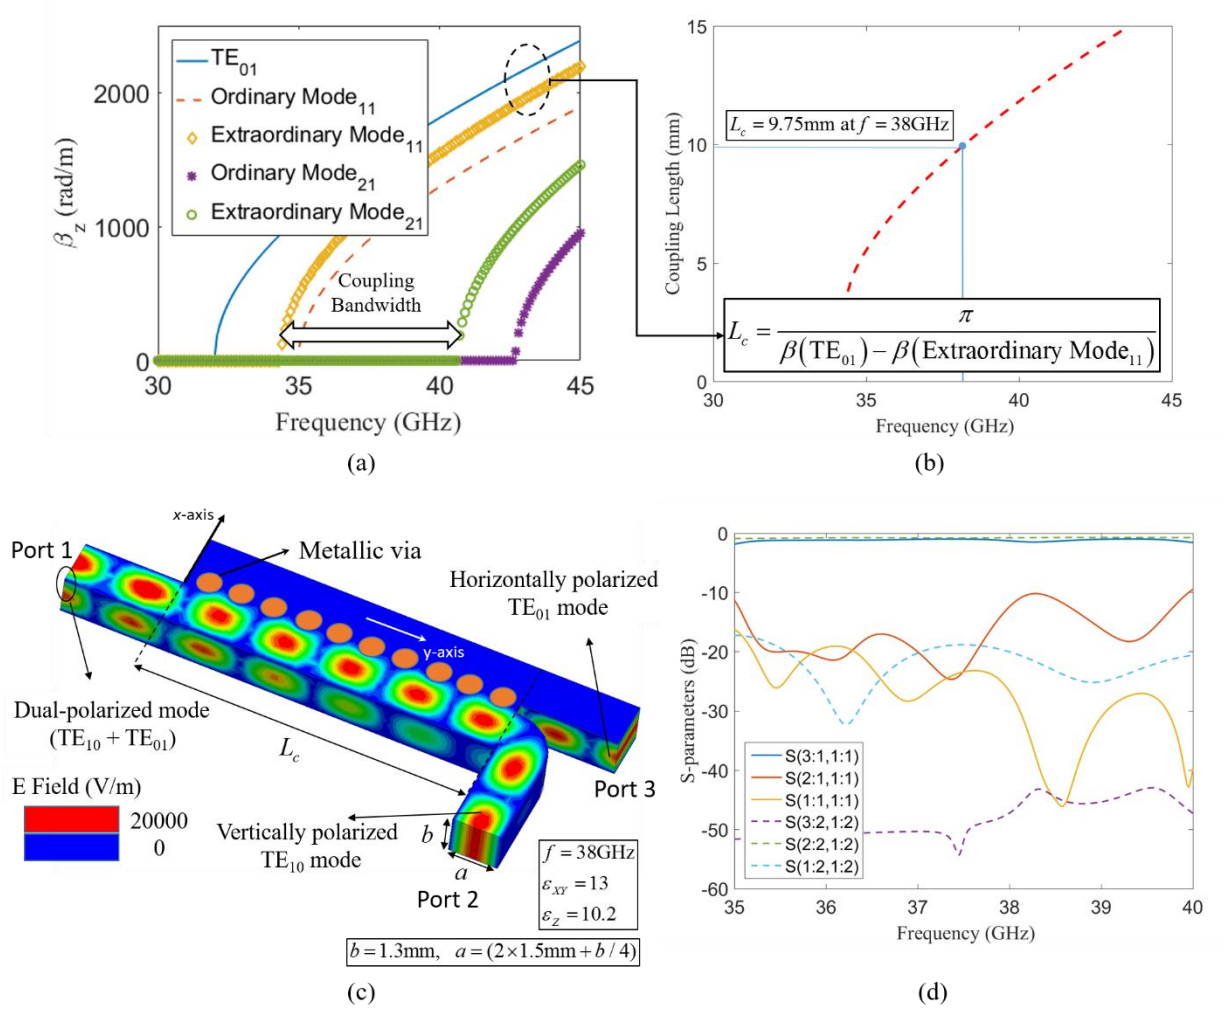 TE01
Ordinary Mode11
Extraordinary Mode11
Ordinary Mode21
Extraordinary Mode21
2000
1000
0
βz (rad/m)
Coupling
Bandwidth
30
35
40
45
Frequency (GHz)
(a)
15
10
5
0
Coupling Length (mm)
Lc = 9.75mm at f = 38GHz
Lc = π / (β(TE01) − β(Extraordinary Mode11))
30
35
40
45
Frequency (GHz)
(b)
x-axis
Port 1
Metallic via
Horizontally polarized
TE01 mode
y-axis
Dual-polarized mode
(TE10 + TE01)
Lc
Port 3
E Field (V/m)
20000
0
Vertically polarized
TE10 mode
b
a
Port 2
f = 38GHz
εXY = 13
εZ = 10.2
b = 1.3mm, a = (2×1.5mm + b / 4)
(c)
0
-10
-20
-30
-40
-50
-60
S-parameters (dB)
S(3:1,1:1)
S(2:1,1:1)
S(1:1,1:1)
S(3:2,1:2)
S(2:2,1:2)
S(1:2,1:2)
35
36
37
38
39
40
Frequency (GHz)
(d)